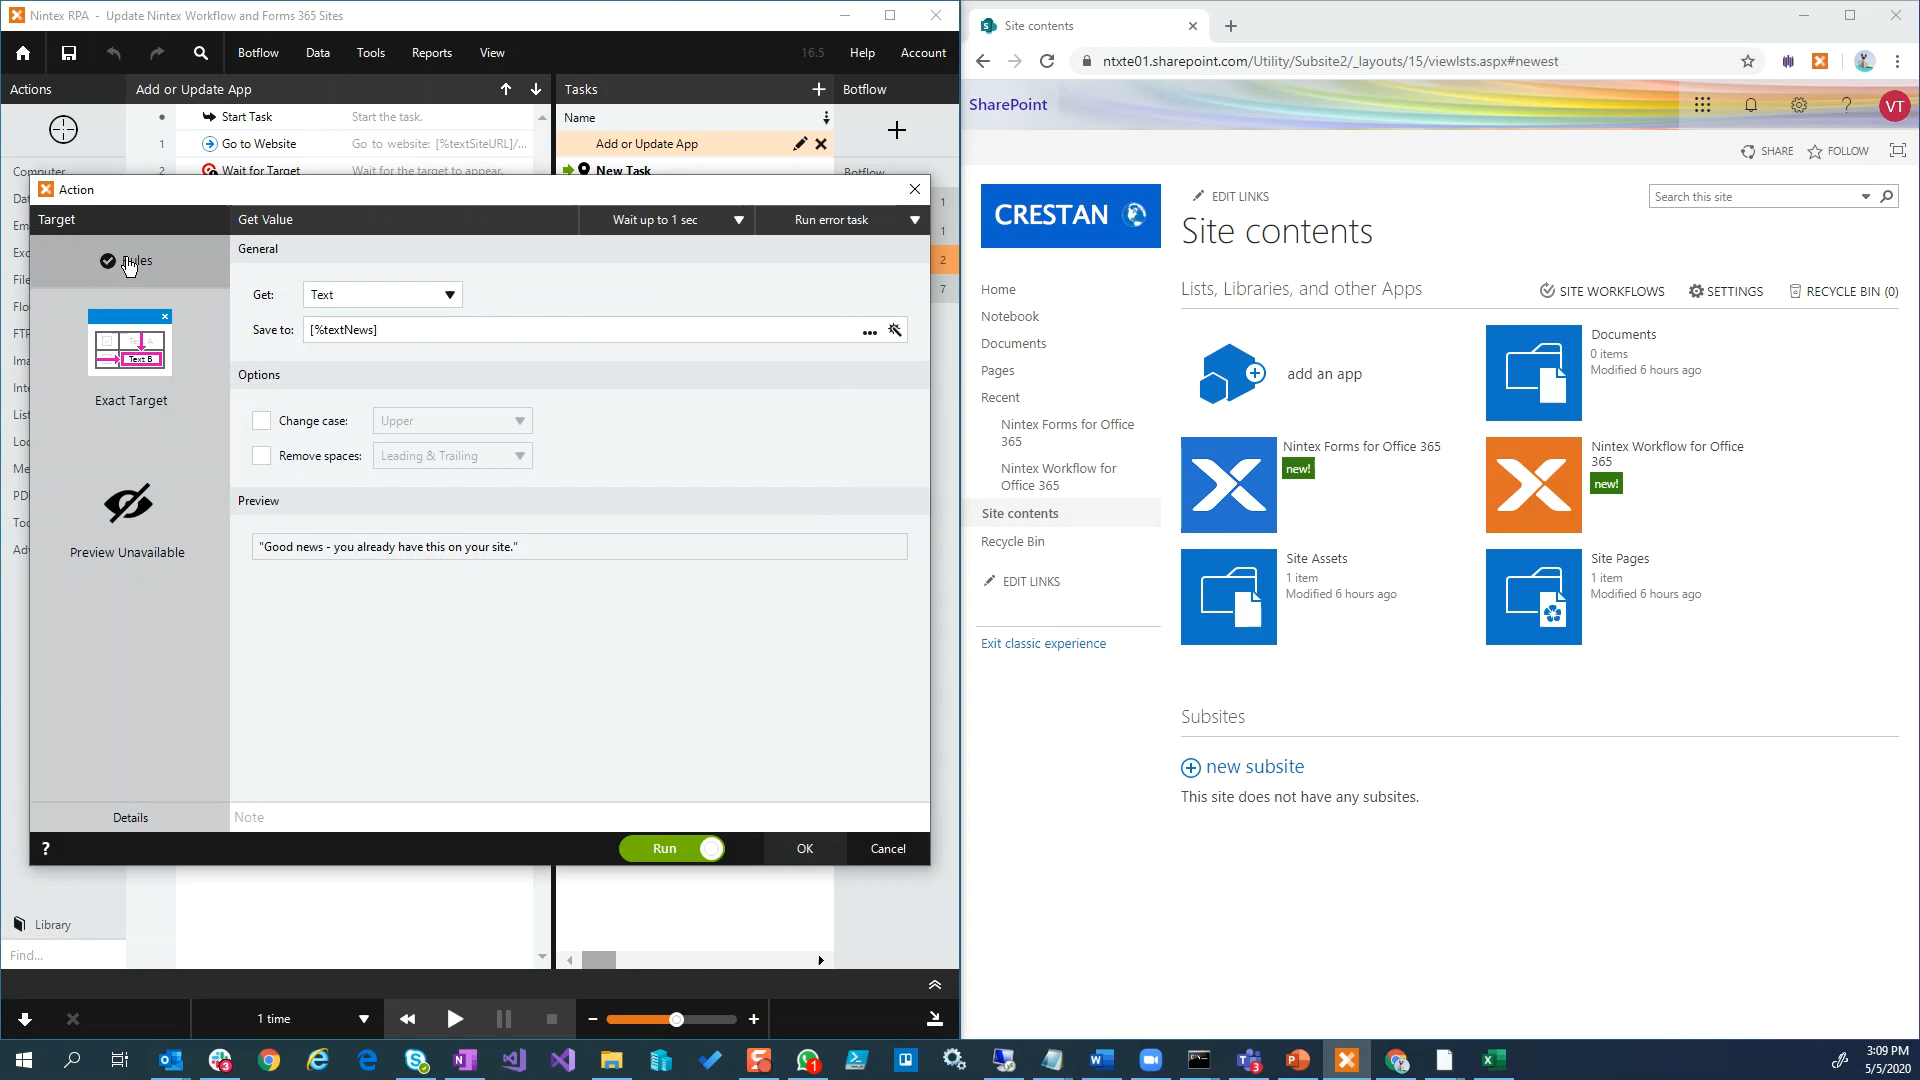 Nintex RPA - Update Nintex Workflow and Forms 365 Sites
Botflow
Data
Tools
Reports
View
16.5
Help
Account
Actions
Add or Update App
Tasks
Botflow
Start Task
Start the task.
Name
1
Go to Website
Go to website: [%textSiteURL]/...
Add or Update App
2
Wait for Target
Wait for the target to appear.
New Task
Computer
Botflow
Action
Target
Get Value
Wait up to 1 sec
Run error task
General
Get:
Text
Save to:
[%textNews]
Exact Target
Options
Change case:
Upper
Remove spaces:
Leading & Trailing
Preview
Preview Unavailable
"Good news - you already have this on your site."
Details
Note
?
Run
OK
Cancel
1
1
2
7
Text B
Library
Find...
1 time
Site contents
ntxte01.sharepoint.com/Utility/Subsite2/_layouts/15/viewlsts.aspx#newest
SharePoint
?
VT
SHARE
FOLLOW
CRESTAN
EDIT LINKS
Search this site
Site contents
Home
Notebook
Documents
Pages
Recent
Nintex Forms for Office
365
Nintex Workflow for
Office 365
Site contents
Recycle Bin
EDIT LINKS
Exit classic experience
Lists, Libraries, and other Apps
SITE WORKFLOWS
SETTINGS
RECYCLE BIN (0)
add an app
Documents
0 items
Modified 6 hours ago
Nintex Forms for Office 365
new!
Nintex Workflow for Office
365
new!
Site Assets
1 item
Modified 6 hours ago
Site Pages
1 item
Modified 6 hours ago
Subsites
new subsite
This site does not have any subsites.
3:09 PM
5/5/2020